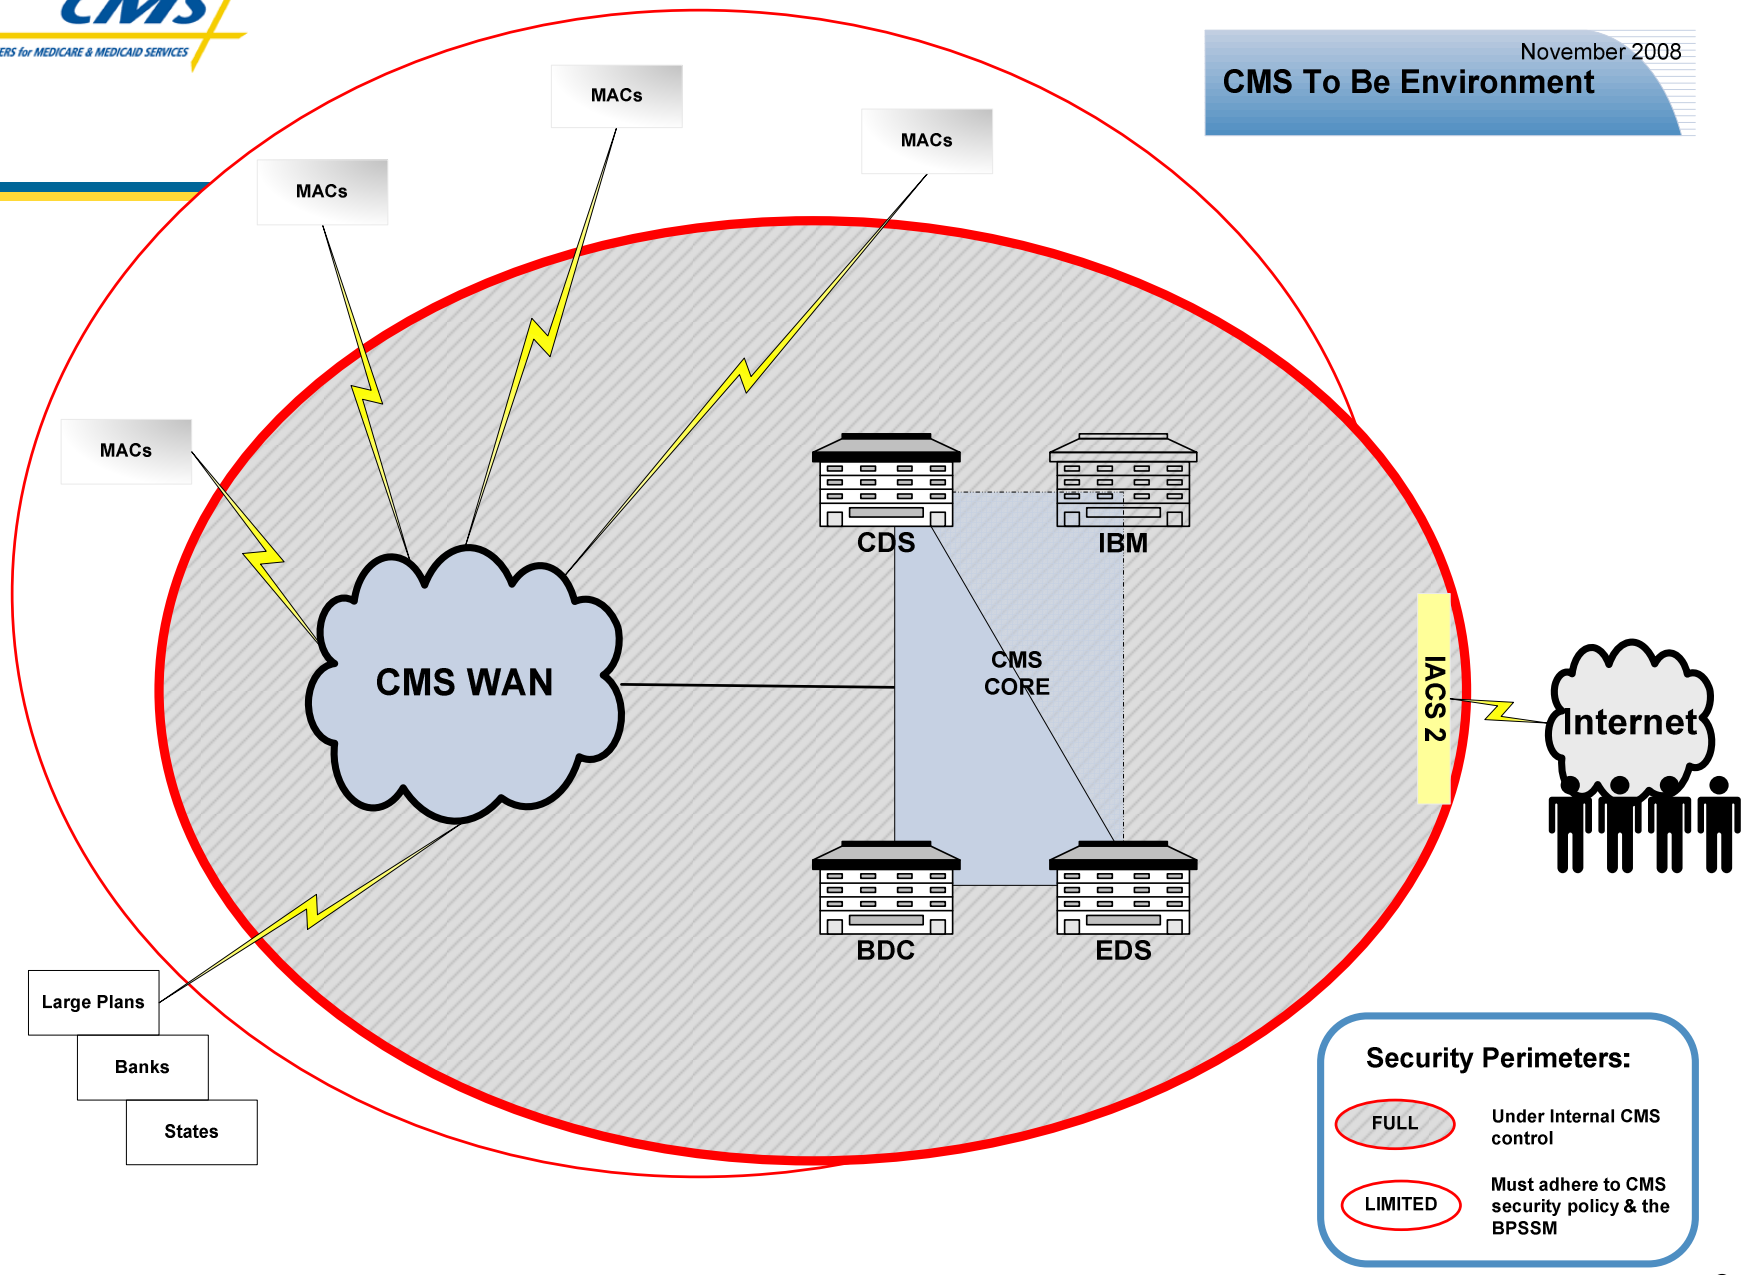 CMS
ERS for MEDICARE & MEDICAID SERVICES
November 2008
CMS To Be Environment
MACs
MACs
MACs
MACs
CDS
IBM
CMS WAN
CMS
CORE
IACS 2
Internet
BDC
EDS
Large Plans
Banks
States
Security Perimeters:
FULL
Under Internal CMS
control
LIMITED
Must adhere to CMS
security policy & the
BPSSM